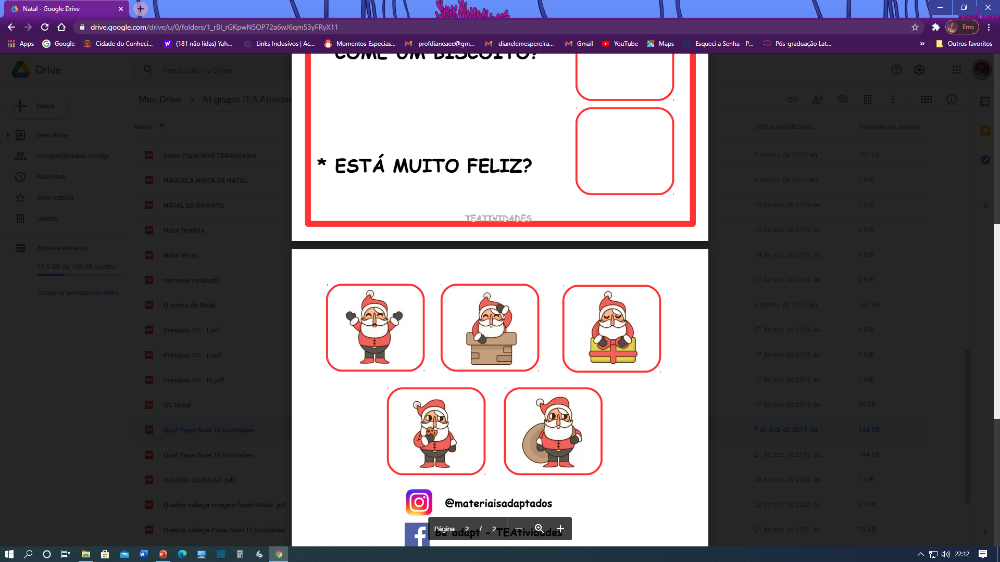 Natal - Google Drive
drive.google.com/drive/u/0/folders/1_rBI_rGKpwN5OP72a6wJ6qm53yFRyX11
Erro
Apps
Google
Cidade do Conheci...
(181 não lidas) Yah...
Links Inclusivos | Ac...
Momentos Especias...
profdianeaee@gm...
dianelemespereira...
Gmail
YouTube
Maps
Esqueci a Senha - P...
Pós-graduação Lat...
»
Outros favoritos
Drive
Pesquisar no Drive
COME UM BISCOITO?
Novo
Meu Drive
A1 grupo TEA Atividad
Nome
Última modificação
Tamanho do arquivo
Meu Drive
Compartilhados comigo
Recentes
Com estrela
Lixeira
Armazenamento
32,5 GB de 100 GB usados
Comprar armazenamento
Ligue Papai Noel TEAtividades
7 de dez. de 2019 eu
185 KB
NAQUELA NOITA DE NATAL
4 de nov. de 2019 eu
5 MB
NATAL ED INFANTIL
15 de nov. de 2019 eu
2 MB
Natal história
15 de nov. de 2019 eu
3 MB
Natal letras
24 de nov. de 2019 eu
8 MB
números natal.pdf
17 de nov. de 2019 eu
2 MB
O sonho de Natal
4 de nov. de 2019 eu
665 KB
Presépio PC - I.pdf
17 de nov. de 2019 eu
6 MB
Presépio PC - II.pdf
17 de nov. de 2019 eu
3 MB
Presépio PC - III.pdf
17 de nov. de 2019 eu
3 MB
QC Natal
17 de nov. de 2019 eu
55 KB
Qual Papai Noel TEAtividades
7 de dez. de 2019 eu
144 KB
Qual Papai Noel TEAtividades
21 de dez. de 2019 eu
144 KB
QUEBRA CABEÇAS .pdf
28 de nov. de 2020 eu
1 MB
Quebra-cabeça imagem fundo Natal .pdf
28 de nov. de 2020 eu
89 KB
Quebra-cabeça Papai Noel TEAtividades
21 de nov. de 2019 eu
72 KB
* ESTÁ MUITO FELIZ?
TEATIVIDADES
@materiaisadaptados
Be adapt - TEAtividades
Página 2 / 2
22:12